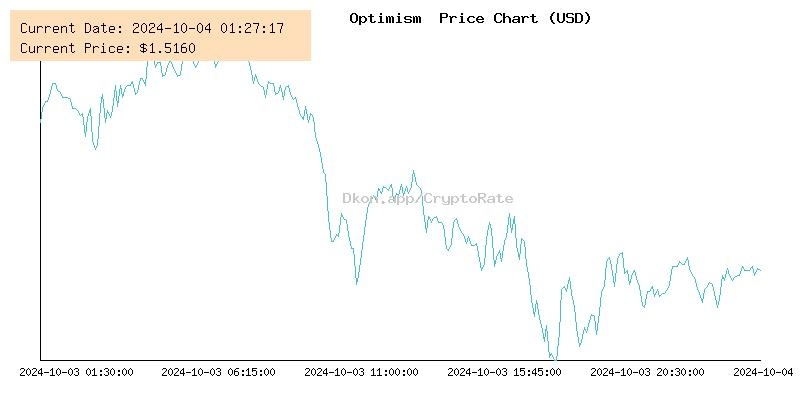 Optimism  Price Chart (USD)
Current Date: 2024-10-04 01:27:17
Current Price: $1.5160
Dkon.app/CryptoRate
2024-10-03 01:30:00 2024-10-03 06:15:00 2024-10-03 11:00:00 2024-10-03 15:45:00 2024-10-03 20:30:00 2024-10-04